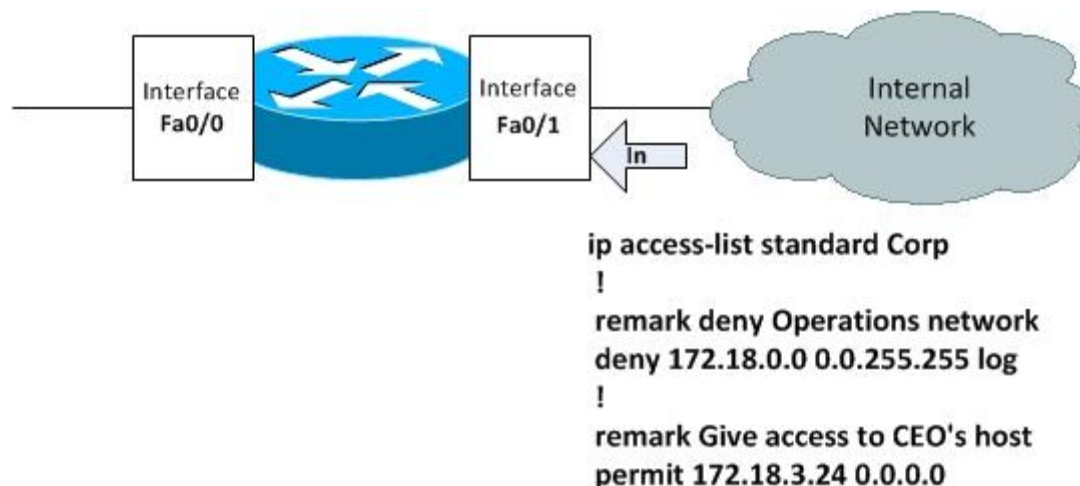 Interface
Fa0/0
Interface
Fa0/1
In
Internal
Network
ip access-list standard Corp
!
remark deny Operations network
deny 172.18.0.0 0.0.255.255 log
!
remark Give access to CEO's host
permit 172.18.3.24 0.0.0.0